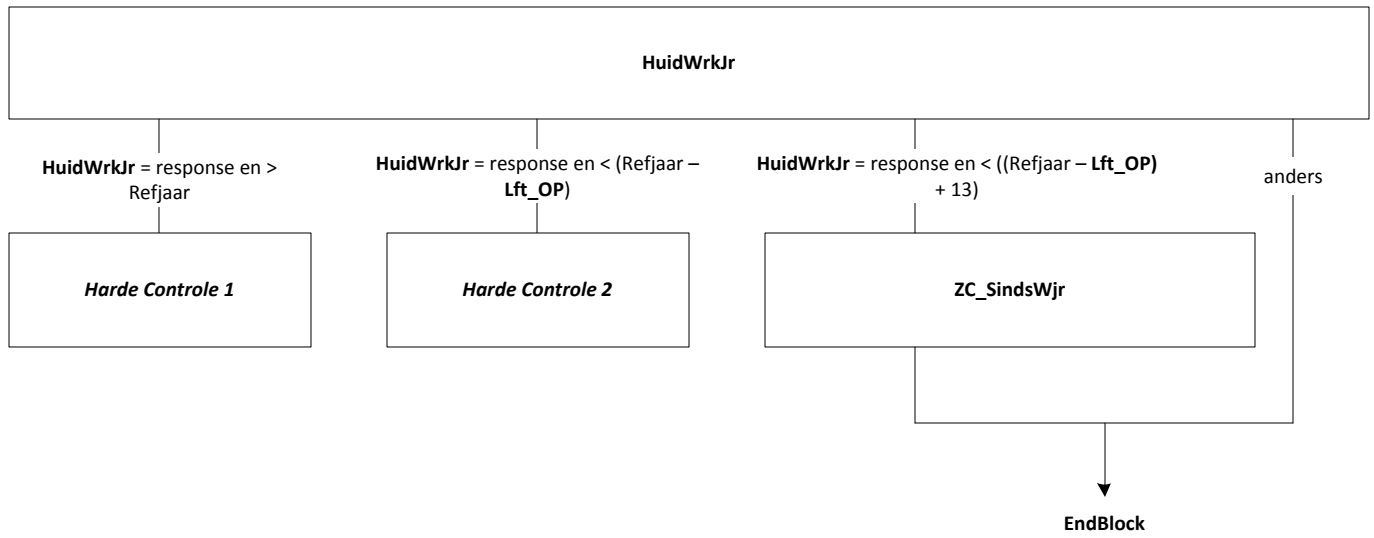 HuidWrkJr
HuidWrkJr = response en >
Refjaar
HuidWrkJr = response en < (Refjaar –
Lft_OP)
HuidWrkJr = response en < ((Refjaar – Lft_OP)
+ 13)
anders
Harde Controle 1
Harde Controle 2
ZC_SindsWjr
EndBlock